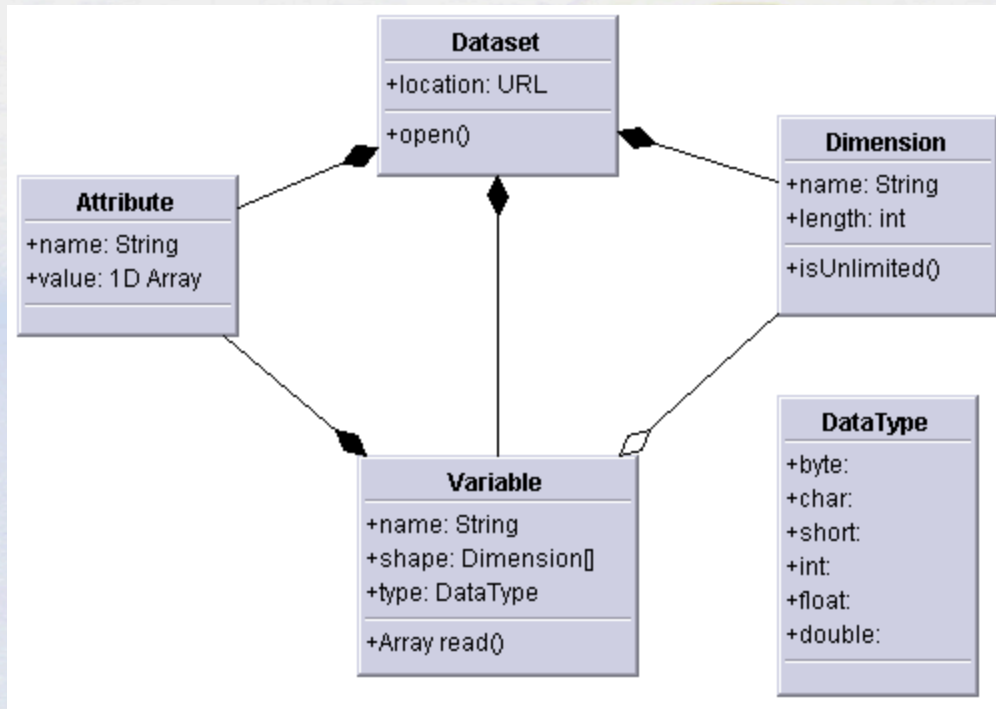 Dataset
+location: URL
+open()
Attribute
+name: String
+value: 1D Array
Dimension
+name: String
+length: int
+isUnlimited()
Variable
+name: String
+shape: Dimension[]
+type: DataType
+Array read()
DataType
+byte:
+char:
+short:
+int:
+float:
+double: